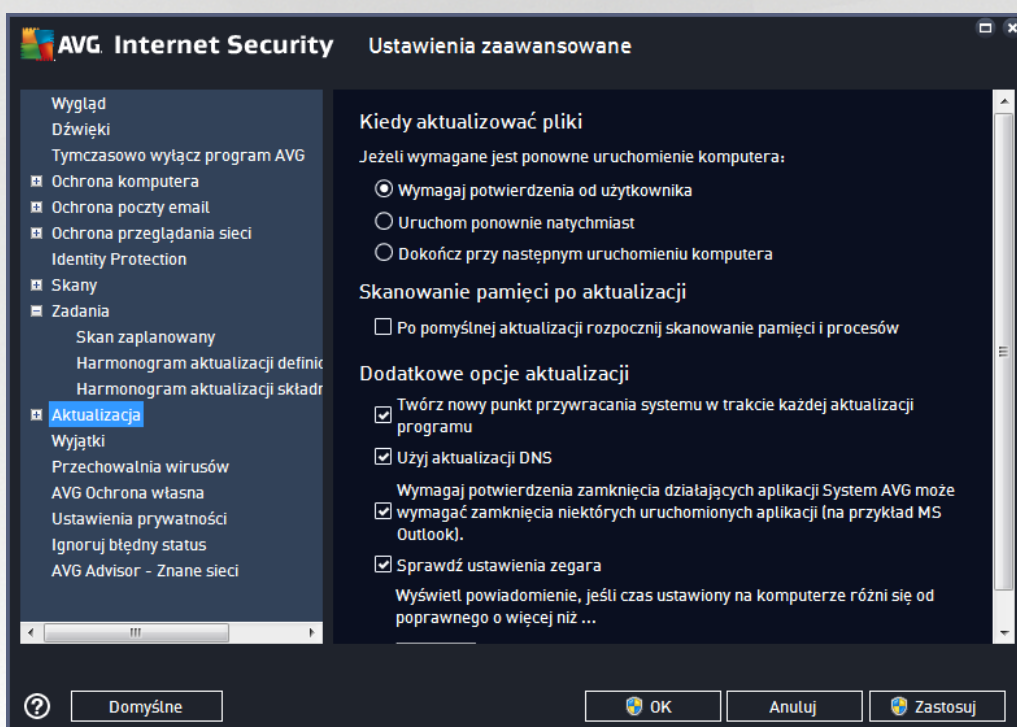 AVG. Internet Security Ustawienia zaawansowane
Wygląd
Dźwięki
Tymczasowo wyłącz program AVG
Ochrona komputera
Ochrona poczty email
Ochrona przeglądania sieci
Identity Protection
Skany
Zadania
Skan zaplanowany
Harmonogram aktualizacji definic
Harmonogram aktualizacji składr
Aktualizacja
Wyjątki
Przechowalnia wirusów
AVG Ochrona własna
Ustawienia prywatności
Ignoruj błędny status
AVG Advisor - Znane sieci
Kiedy aktualizować pliki
Jeżeli wymagane jest ponowne uruchomienie komputera:
Wymagaj potwierdzenia od użytkownika
Uruchom ponownie natychmiast
Dokończ przy następnym uruchomieniu komputera
Skanowanie pamięci po aktualizacji
Po pomyślnej aktualizacji rozpocznij skanowanie pamięci i procesów
Dodatkowe opcje aktualizacji
Twórz nowy punkt przywracania systemu w trakcie każdej aktualizacji
programu
Użyj aktualizacji DNS
Wymagaj potwierdzenia zamknięcia działających aplikacji System AVG może
wymagać zamknięcia niektórych uruchomionych aplikacji (na przykład MS
Outlook).
Sprawdź ustawienia zegara
Wyświetl powiadomienie, jeśli czas ustawiony na komputerze różni się od
poprawnego o więcej niż ...
? Domyślne OK Anuluj Zastosuj